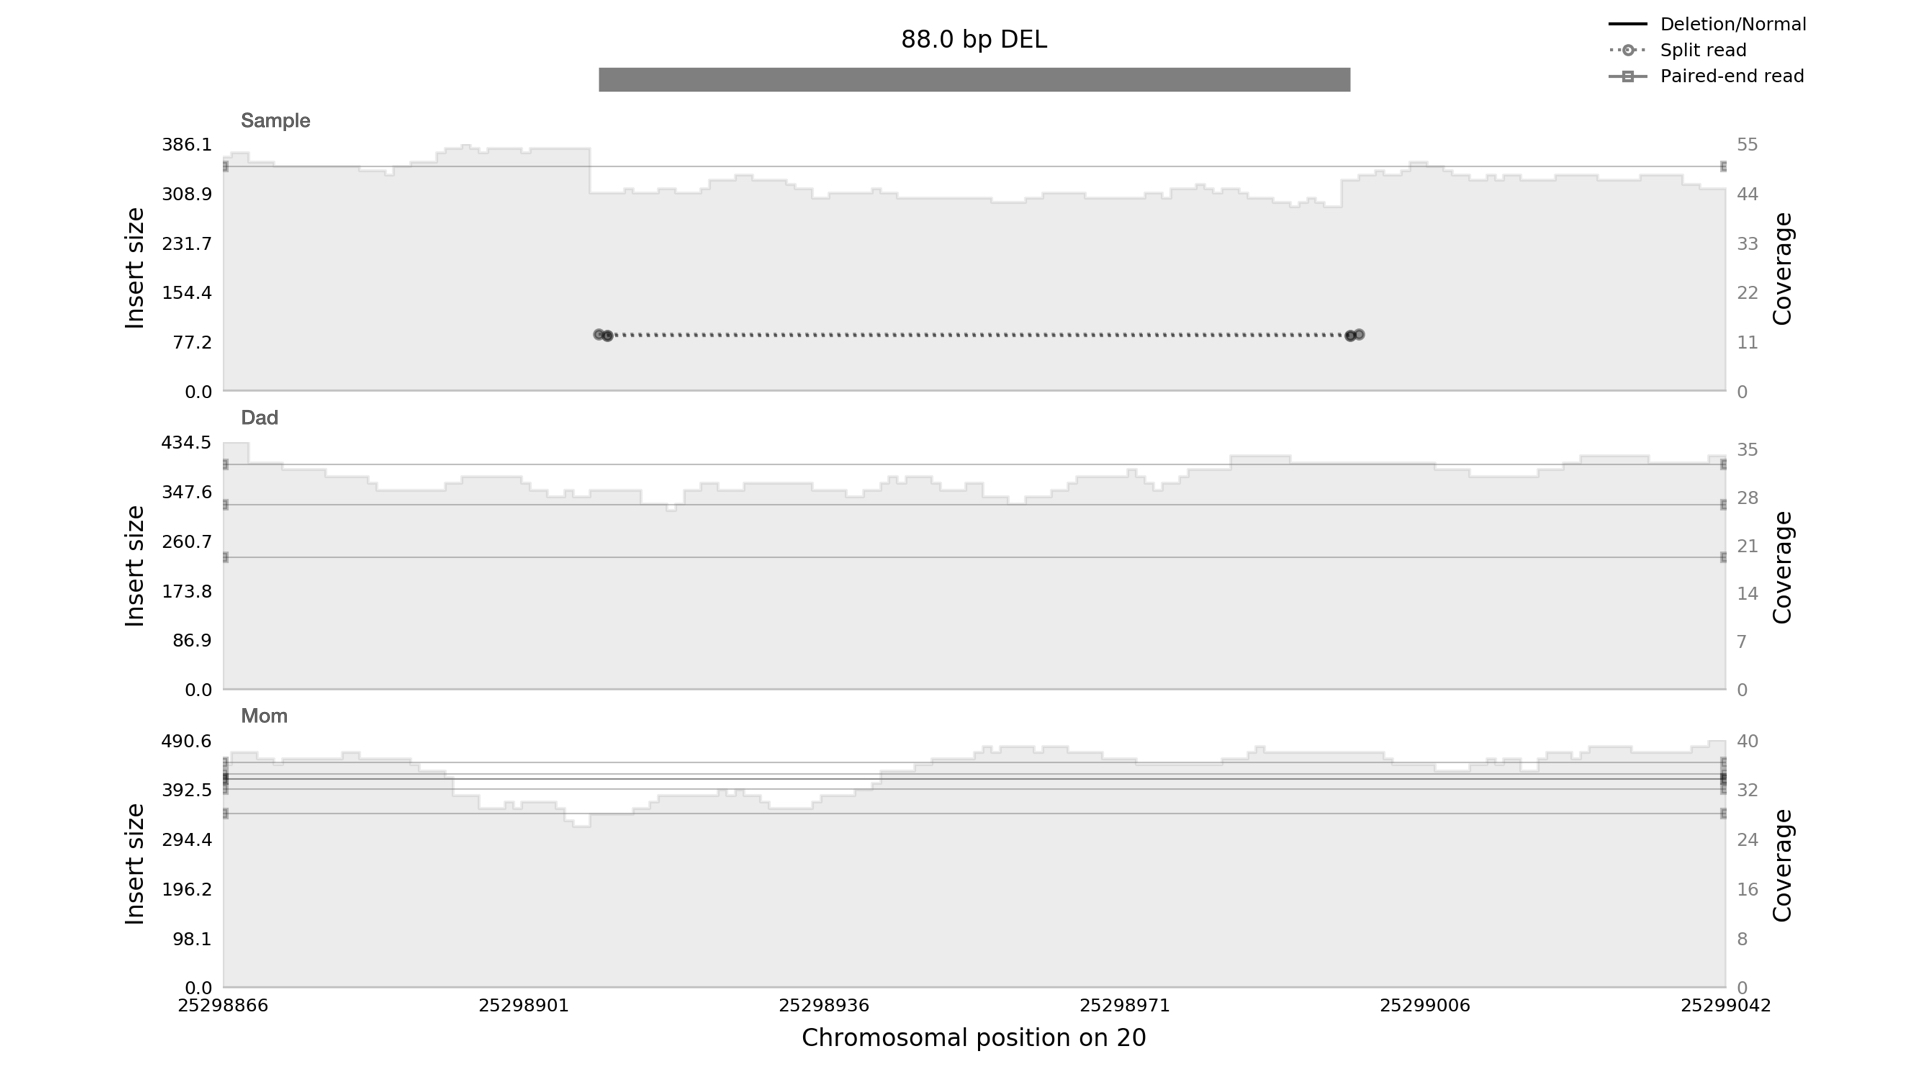 88.0 bp DEL
Deletion/Normal
Split read
Paired-end read
Sample
386.1
308.9
231.7
154.4
77.2
0.0
Insert size
55
44
33
22
11
0
Coverage
Dad
434.5
347.6
260.7
173.8
86.9
0.0
Insert size
35
28
21
14
7
0
Coverage
Mom
490.6
392.5
294.4
196.2
98.1
0.0
Insert size
40
32
24
16
8
0
Coverage
25298866 25298901 25298936 25298971 25299006 25299042
Chromosomal position on 20